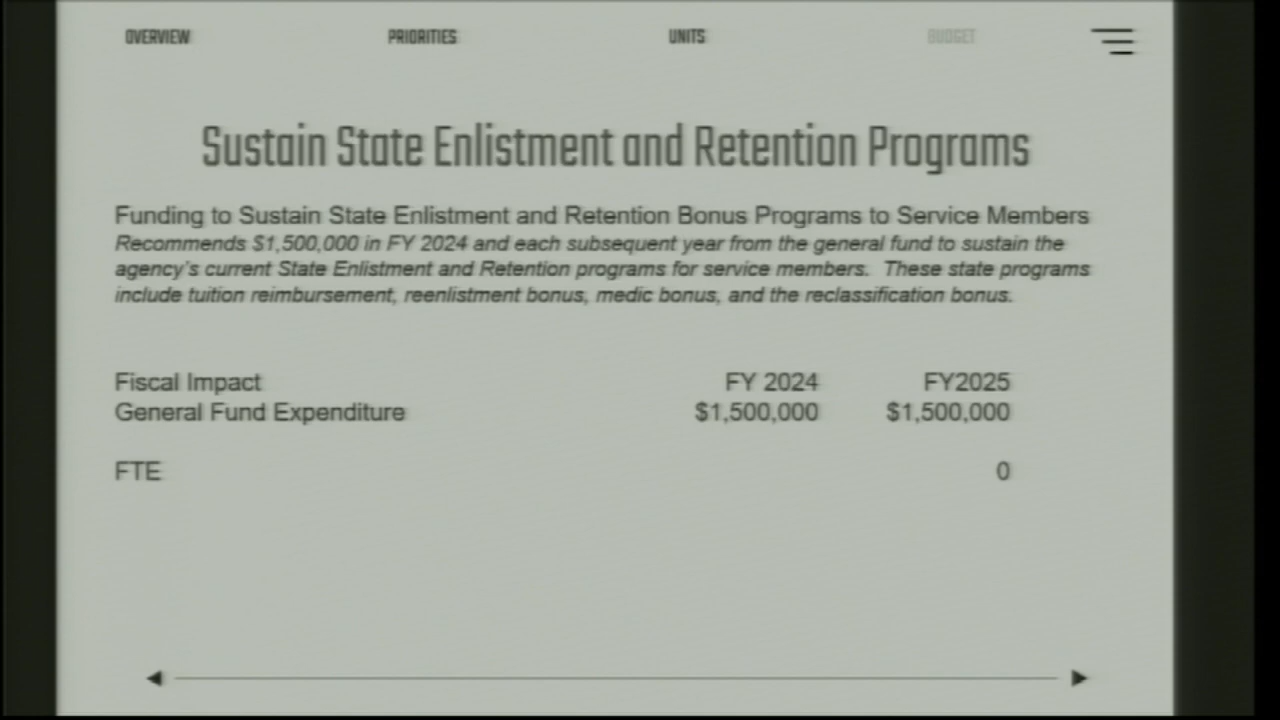 OVERVIEW PRIORITIES UNITS BUDGET
Sustain State Enlistment and Retention Programs
Funding to Sustain State Enlistment and Retention Bonus Programs to Service Members
Recommends $1,500,000 in FY 2024 and each subsequent year from the general fund to sustain the
agency's current State Enlistment and Retention programs for service members. These state programs
include tuition reimbursement, reenlistment bonus, medic bonus, and the reclassification bonus.
Fiscal Impact FY 2024 FY2025
General Fund Expenditure $1,500,000 $1,500,000
FTE 0